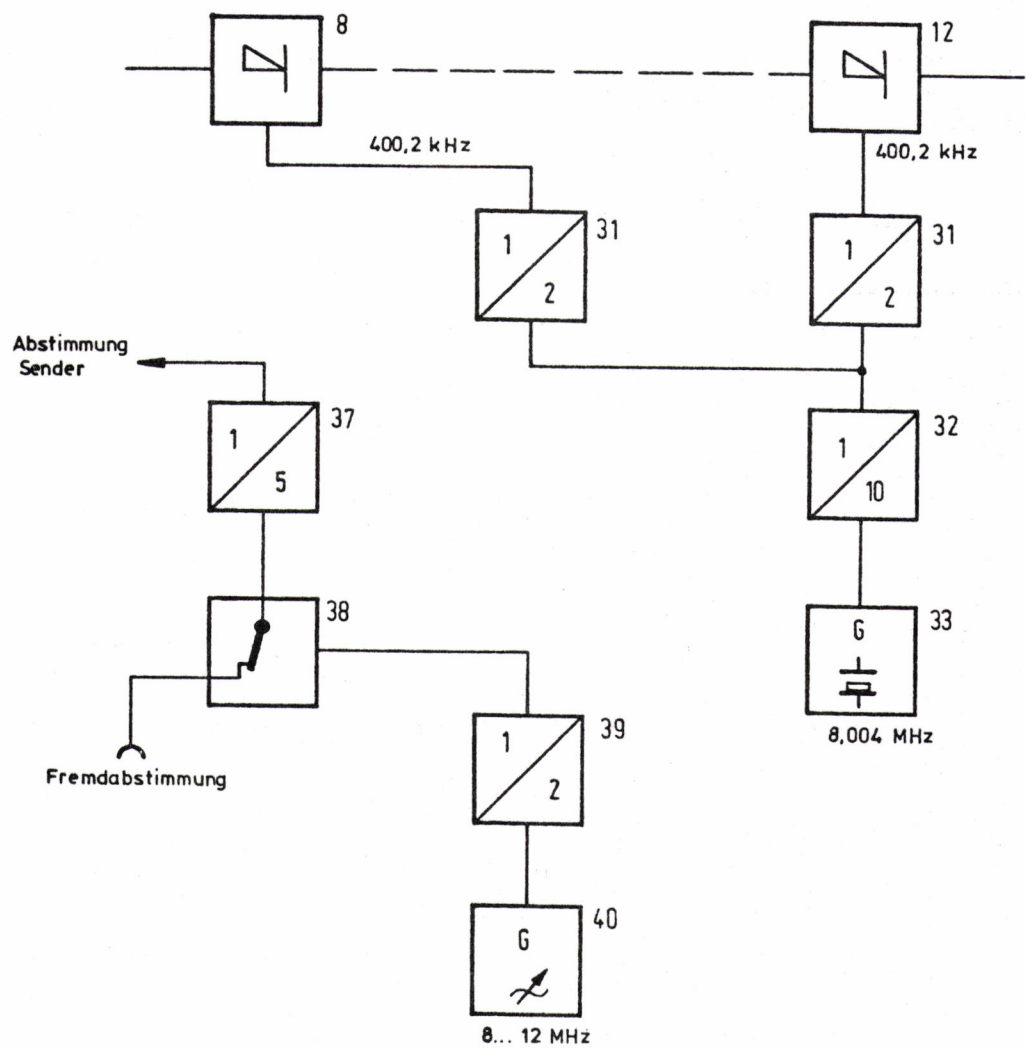 8
12
400,2 kHz
400,2 kHz
1
2
31
1
2
31
Abstimmung
Sender
1
5
37
1
10
32
38
G
33
8,004 MHz
Fremdabstimmung
1
2
39
G
40
8... 12 MHz